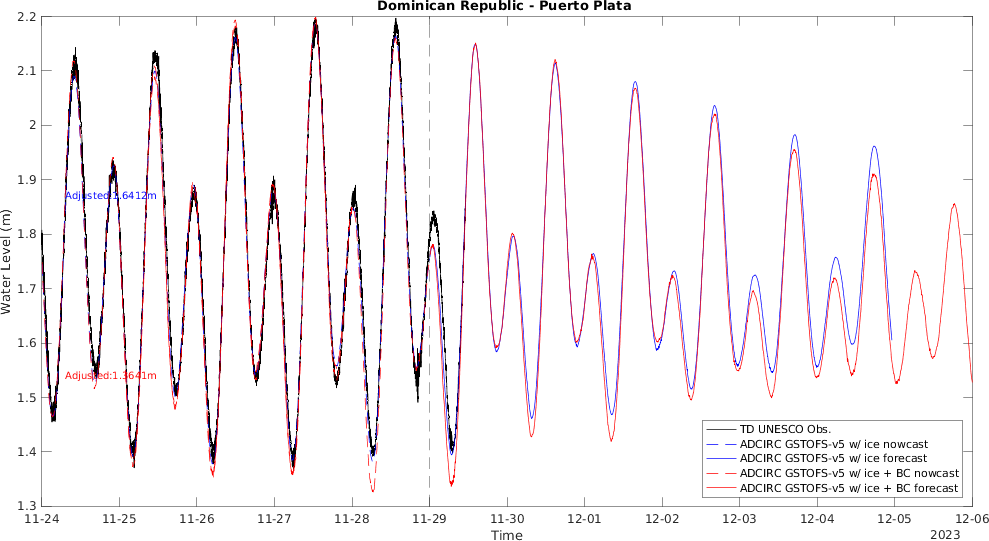 Dominican Republic - Puerto Plata
2.2
2.1
2
1.9
1.8
1.7
1.6
1.5
1.4
1.3
Water Level (m)
Adjusted:1.6412m
Adjusted:1.3641m
TD UNESCO Obs.
ADCIRC GSTOFS-v5 w/ ice nowcast
ADCIRC GSTOFS-v5 w/ ice forecast
ADCIRC GSTOFS-v5 w/ ice + BC nowcast
ADCIRC GSTOFS-v5 w/ ice + BC forecast
11-24 11-25 11-26 11-27 11-28 11-29 11-30 12-01 12-02 12-03 12-04 12-05 12-06
Time
2023